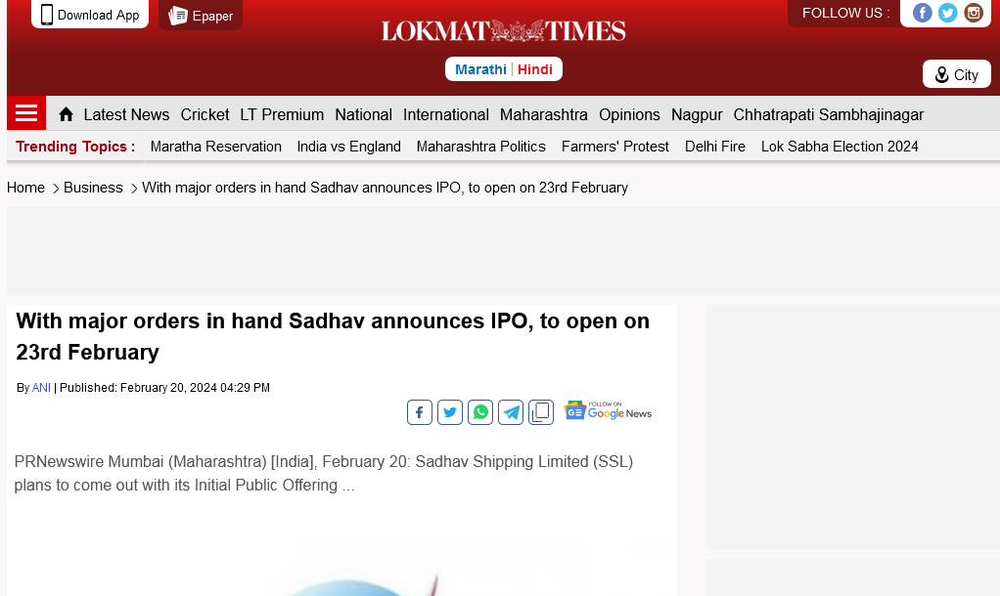 Download App
Epaper
LOKMAT TIMES
FOLLOW US :
Marathi | Hindi
City
Latest News Cricket LT Premium National International Maharashtra Opinions Nagpur Chhatrapati Sambhajinagar
Trending Topics : Maratha Reservation India vs England Maharashtra Politics Farmers' Protest Delhi Fire Lok Sabha Election 2024
Home > Business > With major orders in hand Sadhav announces IPO, to open on 23rd February
With major orders in hand Sadhav announces IPO, to open on
23rd February
By ANI | Published: February 20, 2024 04:29 PM
FOLLOW ON
GE Google News
PRNewswire Mumbai (Maharashtra) [India], February 20: Sadhav Shipping Limited (SSL)
plans to come out with its Initial Public Offering ...